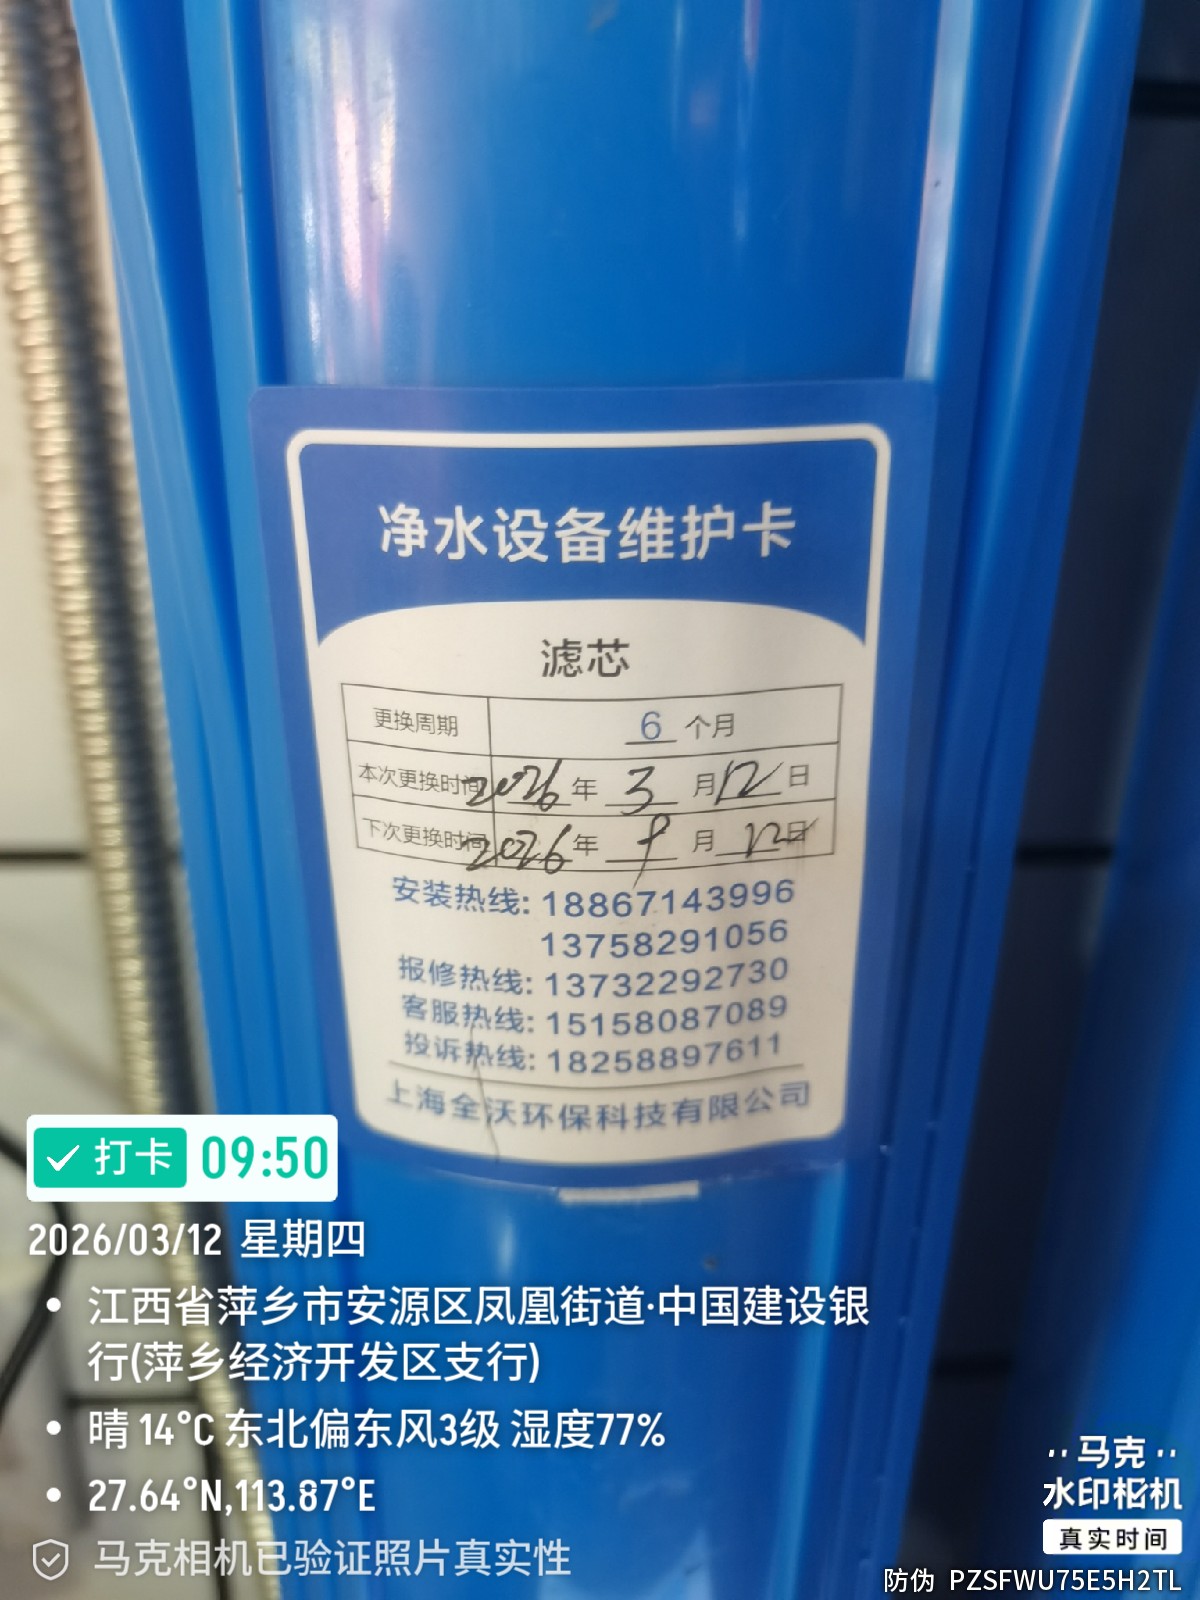 净水设备维护卡
滤芯
更换周期 6 个月
本次更换时间 2026 年 3 月 12 日
下次更换时间 2026 年 9 月 12 日
安装热线: 18867143996
13758291056
报修热线: 13732292730
客服热线: 15158087089
投诉热线: 18258897611
上海全沃环保科技有限公司
打卡 09:50
2026/03/12 星期四
• 江西省萍乡市安源区凤凰街道·中国建设银
行(萍乡经济开发区支行)
• 晴 14°C 东北偏东风3级 湿度77%
• 27.64°N,113.87°E
马克相机已验证照片真实性
马克
水印相机
真实时间
防伪 PZSFWU75E5H2TL